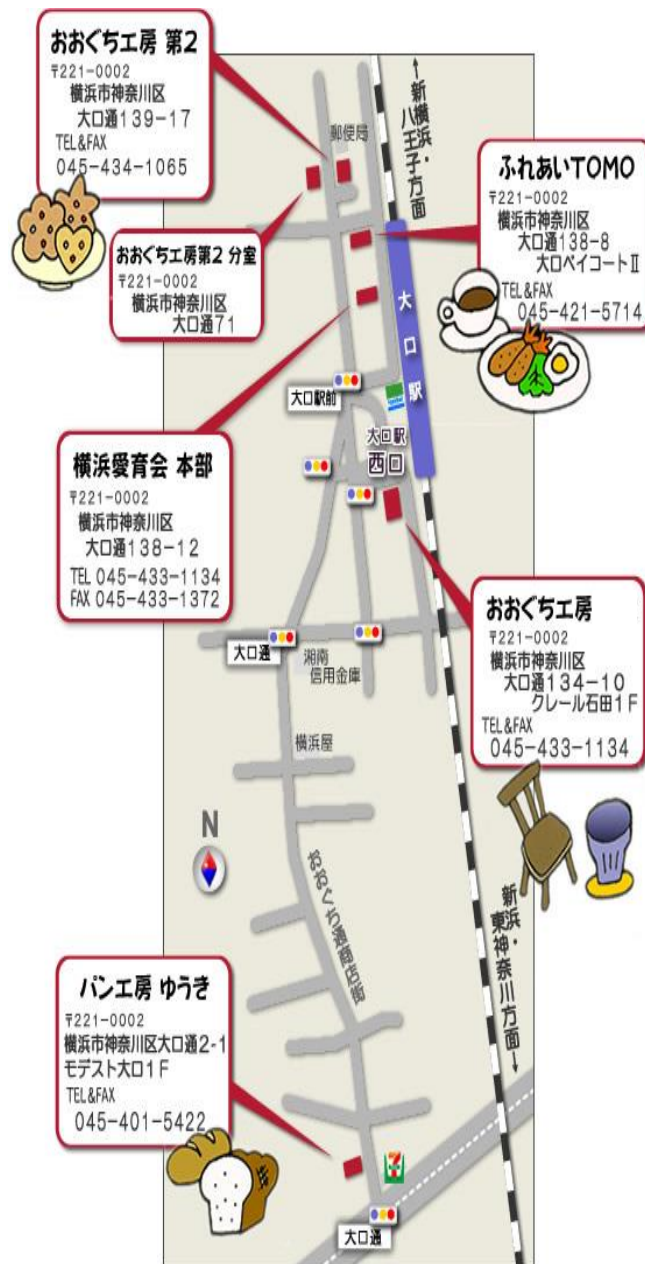 おおぐち工房 第2
〒221-0002
横浜市神奈川区
大口通139-17
TEL&FAX
045-434-1065
おおぐち工房第2 分室
〒221-0002
横浜市神奈川区
大口通71
郵便局
←新横浜・
八王子方面
ふれあいTOMO
〒221-0002
横浜市神奈川区
大口通138-8
大口ベイコートⅡ
TEL&FAX
045-421-5714
大口駅
大口駅前
大口駅
西口
横浜愛育会 本部
〒221-0002
横浜市神奈川区
大口通138-12
TEL 045-433-1134
FAX 045-433-1372
おおぐち工房
〒221-0002
横浜市神奈川区
大口通134-10
クレール石田1F
TEL&FAX
045-433-1134
大口通
湘南
信用金庫
横浜屋
N
おおぐち通商店街
新浜・
東神奈川方面→
パン工房 ゆうき
〒221-0002
横浜市神奈川区大口通2-1
モデスト大口1F
TEL&FAX
045-401-5422
大口通